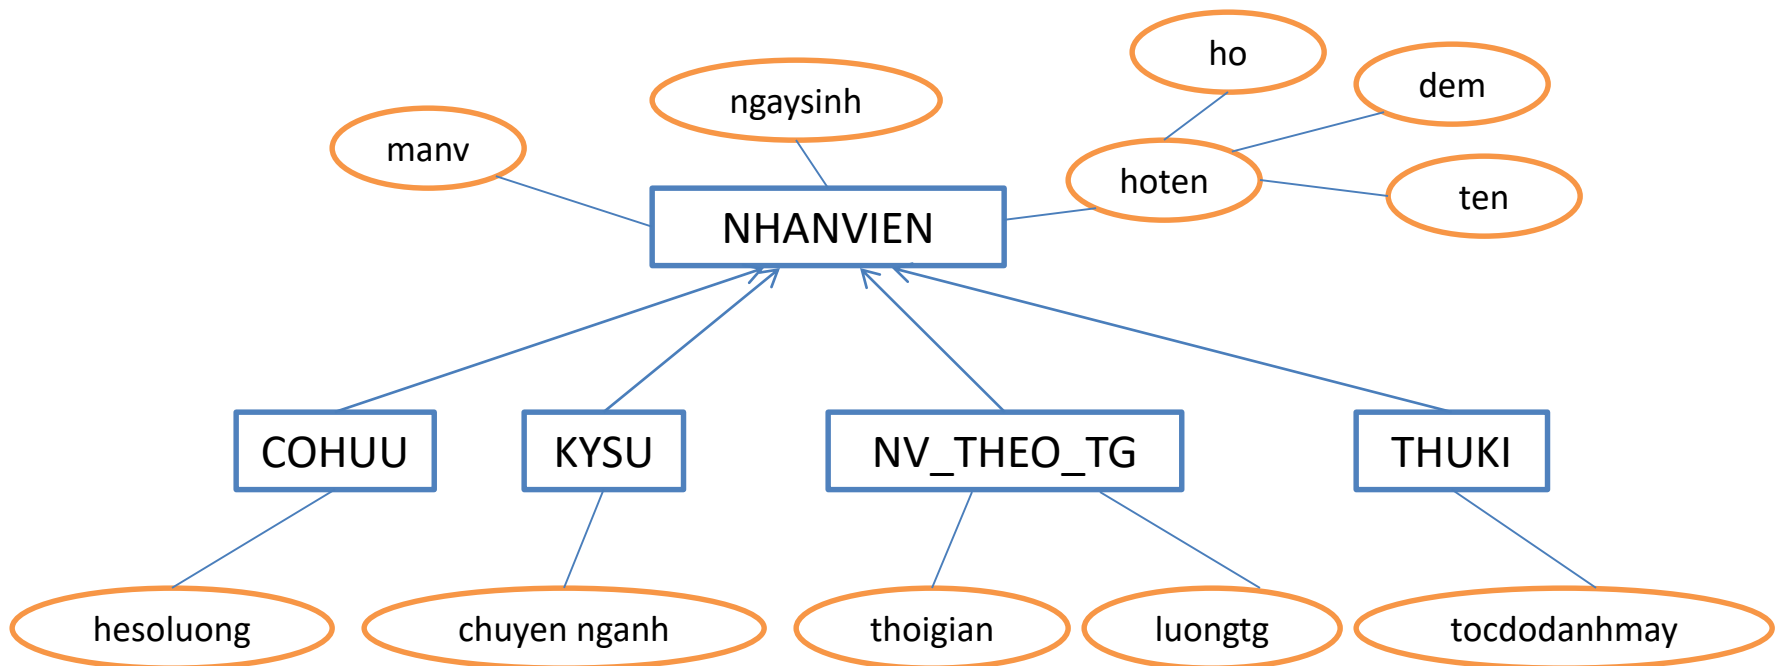 ho
dem
ngaysinh
manv
hoten
ten
NHANVIEN
COHUU
KYSU
NV_THEO_TG
THUKI
hesoluong
chuyen nganh
thoigian
luongtg
tocdodanhmay